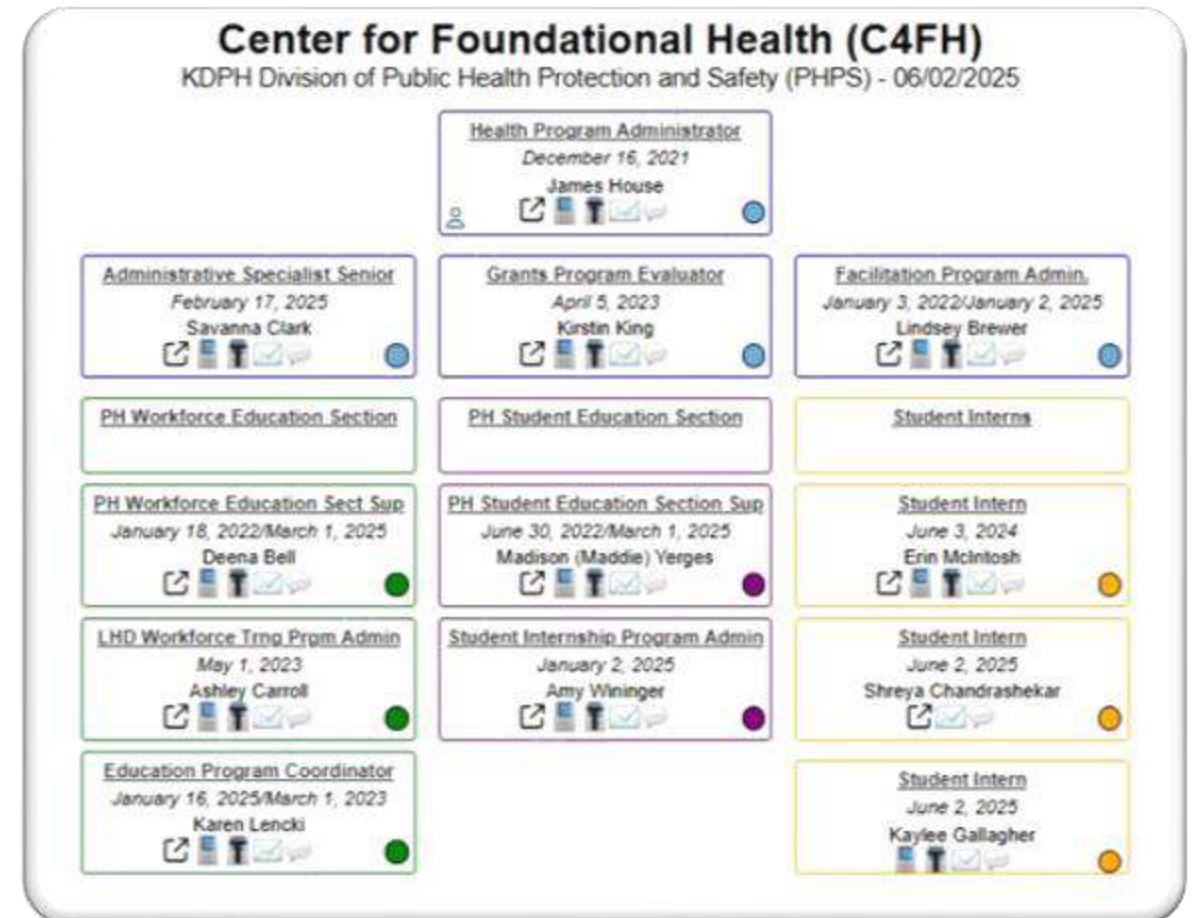 Center for Foundational Health (C4FH)
KDPH Division of Public Health Protection and Safety (PHPS) - 06/02/2025
Health Program Administrator
December 16, 2021
James House
Administrative Specialist Senior
February 17, 2025
Savanna Clark
Grants Program Evaluator
April 5, 2023
Kirstin King
Facilitation Program Admin.
January 3, 2022/January 2, 2025
Lindsey Brewer
PH Workforce Education Section
PH Student Education Section
Student Interns
PH Workforce Education Sect Sup
January 18, 2022/March 1, 2025
Deena Bell
PH Student Education Section Sup
June 30, 2022/March 1, 2025
Madison (Maddie) Yerges
Student Intern
June 3, 2024
Erin McIntosh
LHD Workforce Trng Prgm Admin
May 1, 2023
Ashley Carroll
Student Internship Program Admin
January 2, 2025
Amy Wininger
Student Intern
June 2, 2025
Shreya Chandrashekar
Education Program Coordinator
January 16, 2025/March 1, 2023
Karen Lencki
Student Intern
June 2, 2025
Kaylee Gallagher